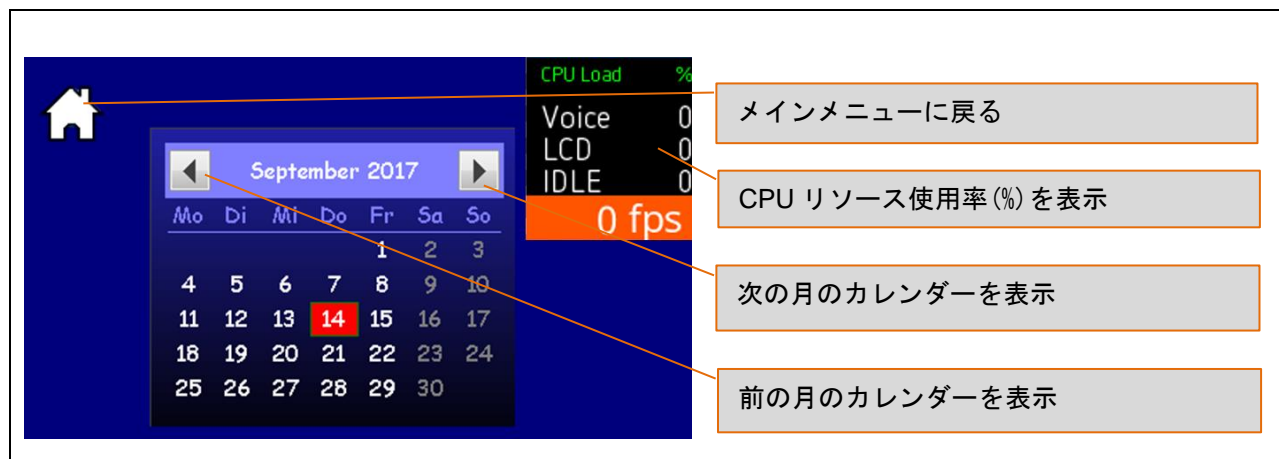 CPU Load %
Voice 0
LCD 0
IDLE 0
0 fps
September 2017
Mo Di Mi Do Fr Sa So
1 2 3
4 5 6 7 8 9 10
11 12 13 14 15 16 17
18 19 20 21 22 23 24
25 26 27 28 29 30
メインメニューに戻る
CPU リソース使用率(%)を表示
次の月のカレンダーを表示
前の月のカレンダーを表示